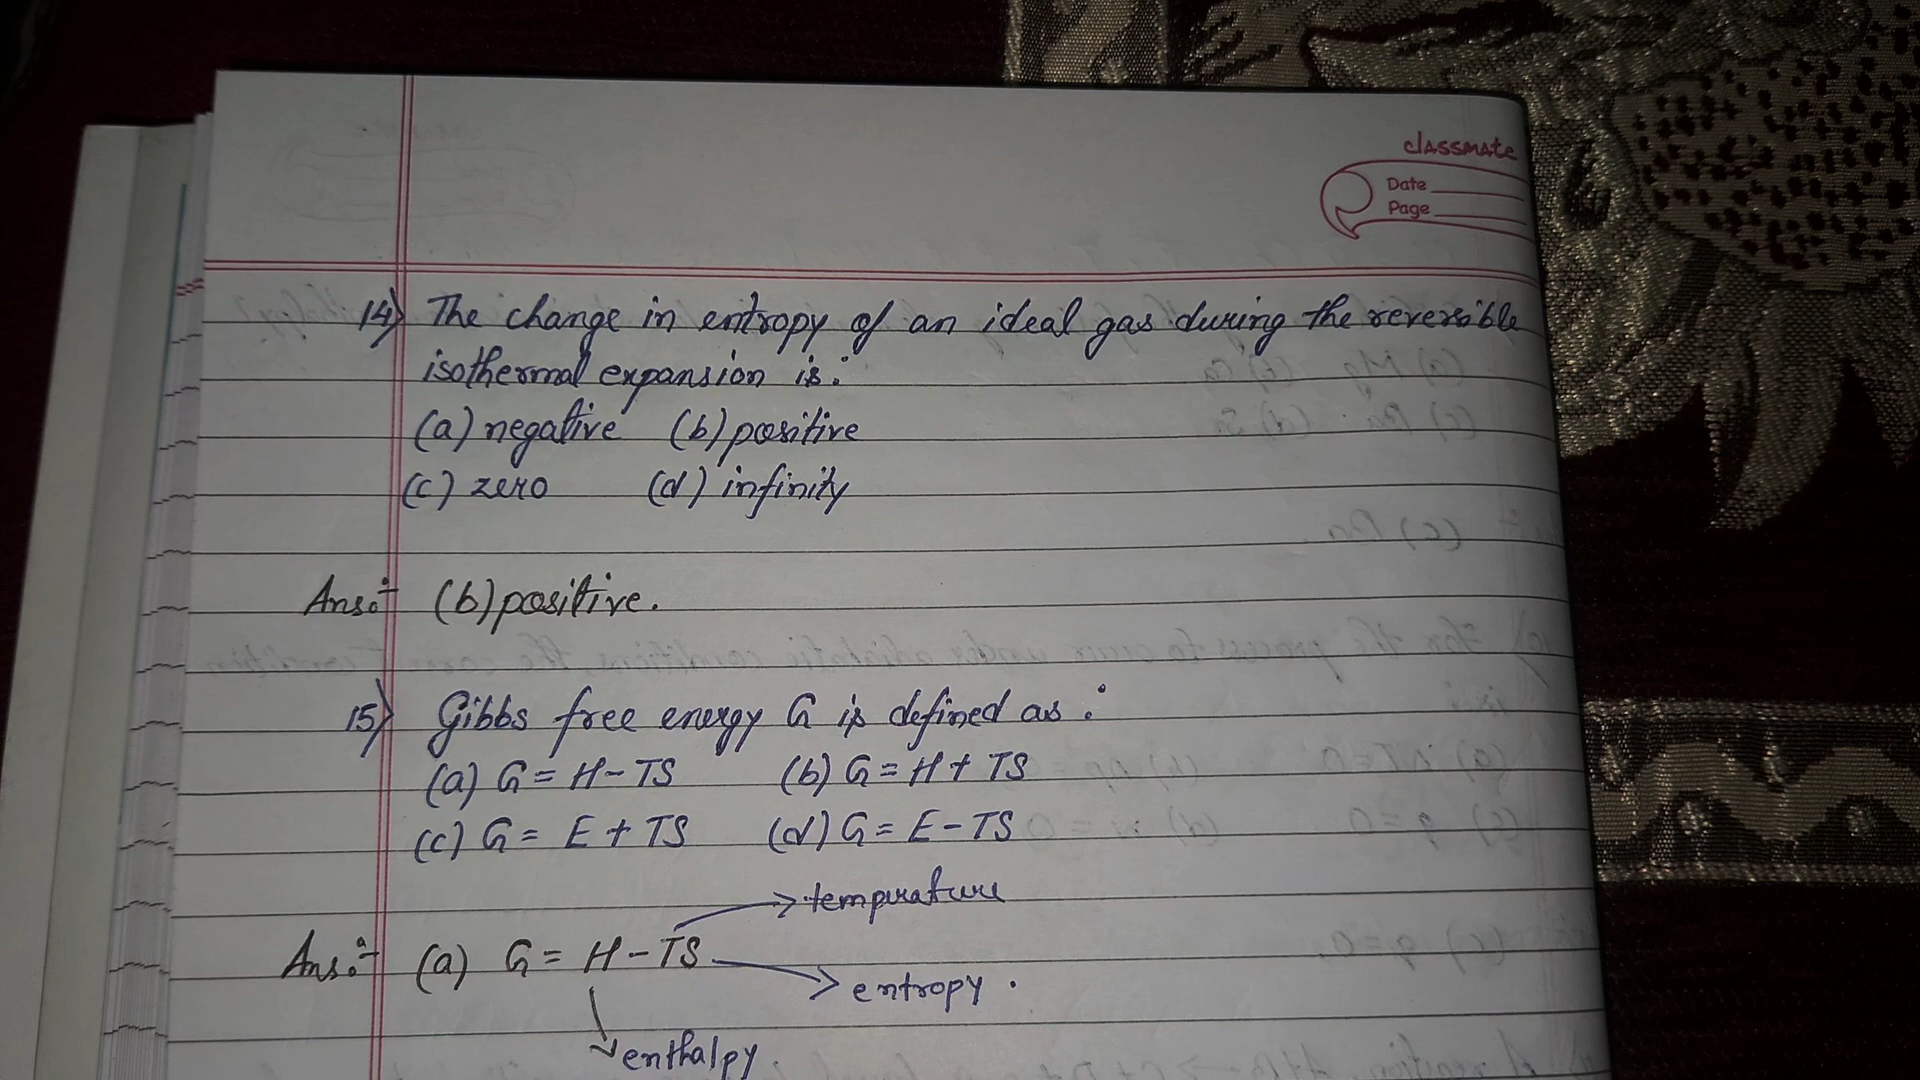 classmate
Date
Page
14) The change in entropy of an ideal gas during the reversible
isothermal expansion is:
(a) negative (b) positive
(c) zero (d) infinity
Ans:- (b) positive.
15) Gibbs free energy G is defined as:
(a) G = H - TS (b) G = H + TS
(c) G = E + TS (d) G = E - TS
temperature
Ans:- (a) G = H - TS
entropy.
enthalpy.